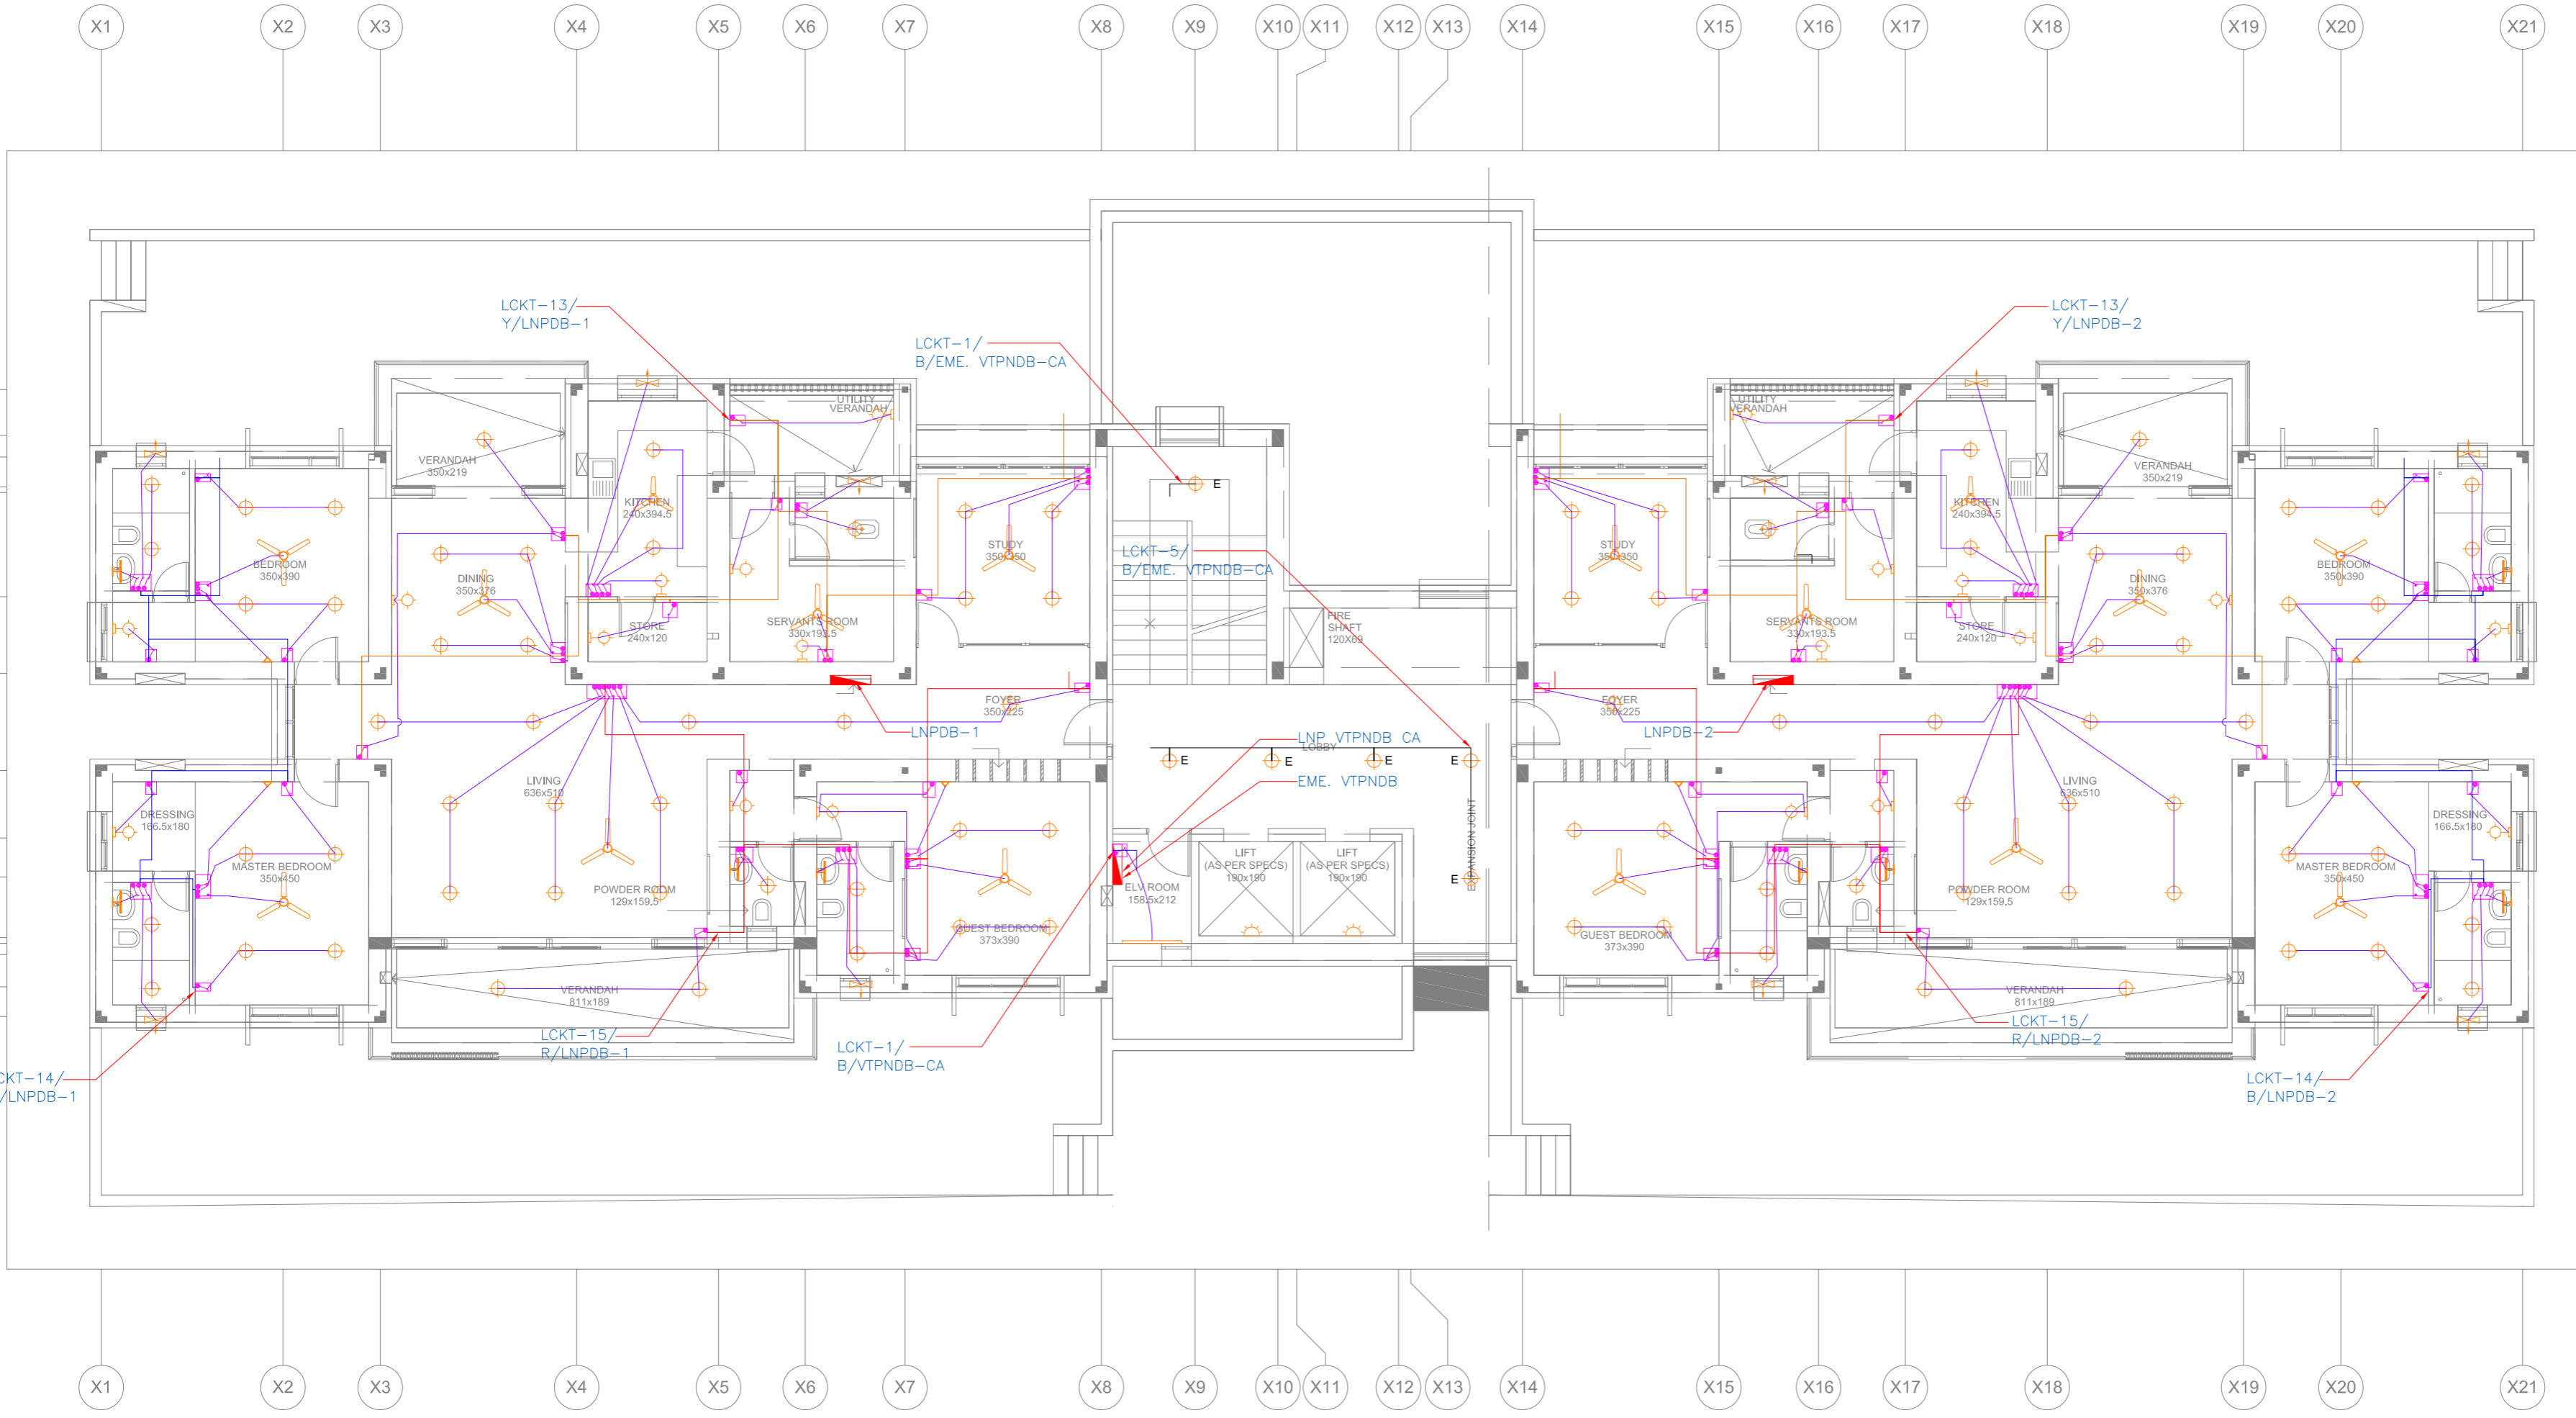 X1 X2 X3 X4 X5 X6 X7 X8 X9 X10 X11 X12 X13 X14 X15 X16 X17 X18 X19 X20 X21
LCKT-13/
Y/LNPDB-1
LCKT-13/
Y/LNPDB-2
LCKT-1/
B/EME. VTPNDB-CA
UTILITY
VERANDAH
UTILITY
VERANDAH
VERANDAH
350x219
VERANDAH
350x219
E
KITCHEN
240x394.5
KITCHEN
240x394.5
STUDY
350x350
LCKT-5/
B/EME. VTPNDB-CA
STUDY
350x350
BEDROOM
350x390
DINING
350x376
DINING
350x376
BEDROOM
350x390
STORE
240x120
SERVANTS ROOM
330x193.5
FIRE
SHAFT
120X69
SERVANTS ROOM
330x193.5
STORE
240x120
FOYER
350x225
FOYER
350x225
LNPDB-1
LNP VTPNDB CA
LNPDB-2
LOBBY
E E E E
EME. VTPNDB
LIVING
636x510
LIVING
636x510
DRESSING
166.5x180
DRESSING
166.5x180
EXPANSION JOINT
MASTER BEDROOM
350x450
LIFT
(AS PER SPECS)
190x190
LIFT
(AS PER SPECS)
190x190
MASTER BEDROOM
350x450
E
POWDER ROOM
129x159.5
ELV ROOM
158.5x212
POWDER ROOM
129x159.5
GUEST BEDROOM
373x390
GUEST BEDROOM
373x390
VERANDAH
811x189
VERANDAH
811x189
LCKT-15/
R/LNPDB-1
LCKT-1/
B/VTPNDB-CA
LCKT-15/
R/LNPDB-2
CKT-14/
/LNPDB-1
LCKT-14/
B/LNPDB-2
X1 X2 X3 X4 X5 X6 X7 X8 X9 X10 X11 X12 X13 X14 X15 X16 X17 X18 X19 X20 X21